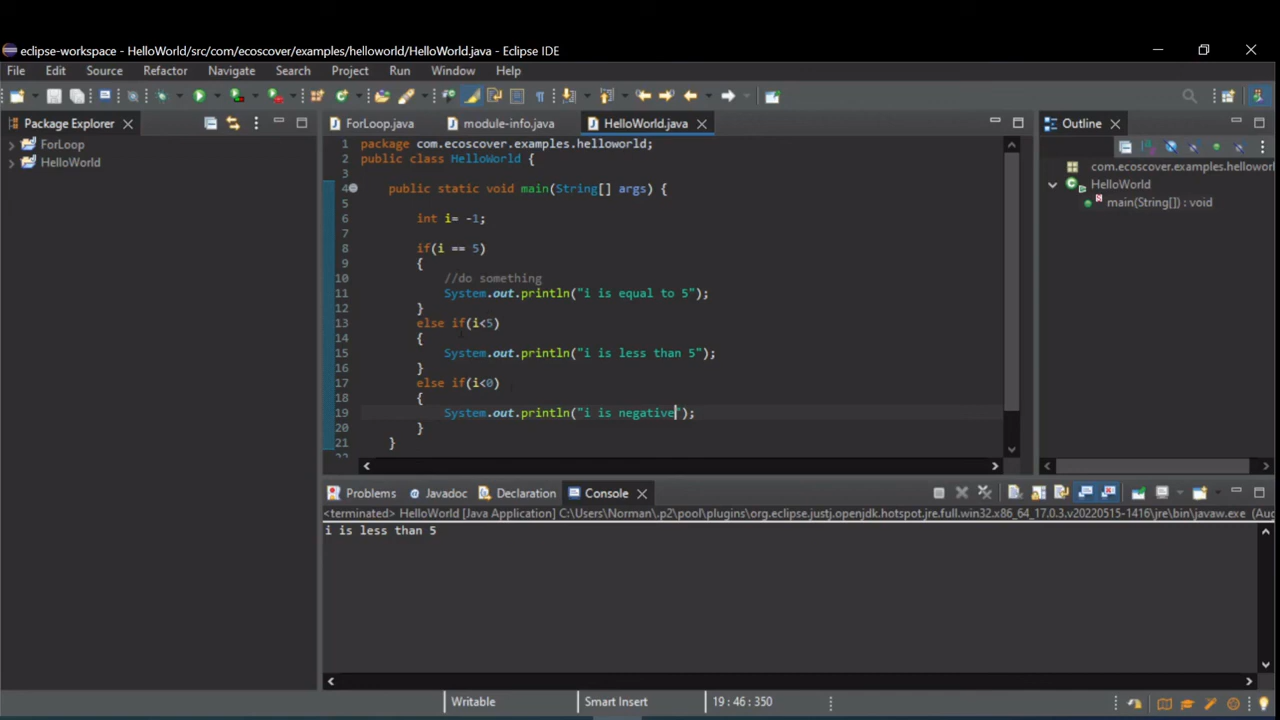 eclipse-workspace - HelloWorld/src/com/ecoscover/examples/helloworld/HelloWorld.java - Eclipse IDE
File Edit Source Refactor Navigate Search Project Run Window Help
Package Explorer
ForLoop
HelloWorld
ForLoop.java module-info.java HelloWorld.java
1 package com.ecoscover.examples.helloworld;
2 public class HelloWorld {
3
4 public static void main(String[] args) {
5
6 int i= -1;
7
8 if(i == 5)
9 {
10 //do something
11 System.out.println("i is equal to 5");
12 }
13 else if(i<5)
14 {
15 System.out.println("i is less than 5");
16 }
17 else if(i<0)
18 {
19 System.out.println("i is negative");
20 }
21 }
Outline
com.ecoscover.examples.helloworld
HelloWorld
main(String[]) : void
Problems Javadoc Declaration Console
<terminated> HelloWorld [Java Application] C:\Users\Norman\.p2\pool\plugins\org.eclipse.justj.openjdk.hotspot.jre.full.win32.x86_64_17.0.3.v20220515-1416\jre\bin\javaw.exe (Aug
i is less than 5
Writable Smart Insert 19 : 46 : 350